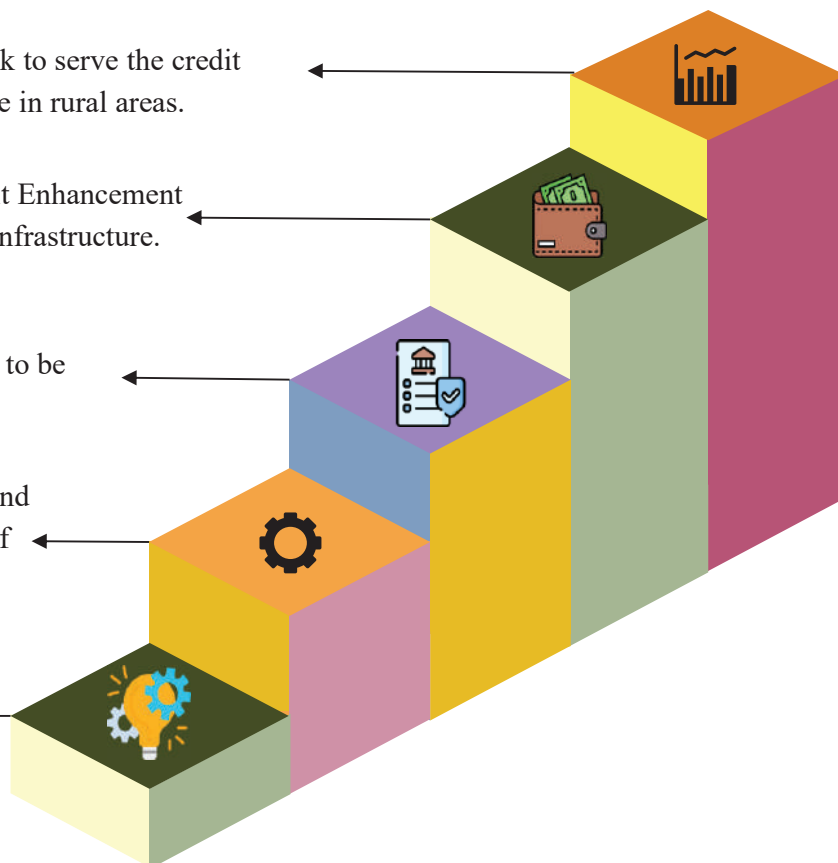 k to serve the credit
e in rural areas.
t Enhancement
nfrastructure.
to be
nd
f